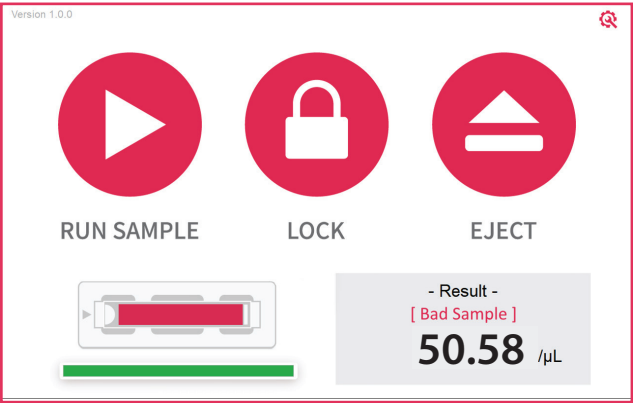 Version 1.0.0
RUN SAMPLE
LOCK
EJECT
- Result -
[ Bad Sample ]
50.58 /µL